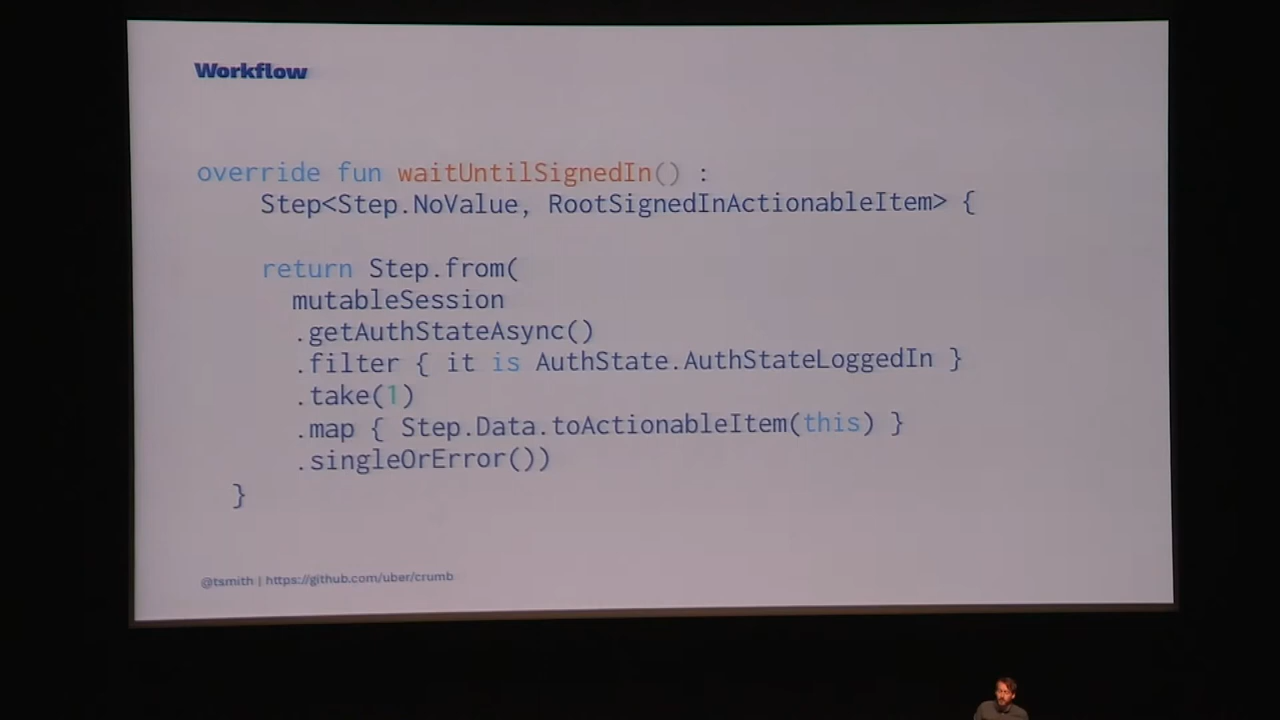 Workflow
override fun waitUntilSignedIn() :
Step<Step.NoValue, RootSignedInActionableItem> {
return Step.from(
mutableSession
.getAuthStateAsync()
.filter { it is AuthState.AuthStateLoggedIn }
.take(1)
.map { Step.Data.toActionableItem(this) }
.singleOrError())
}
@tsmith | https://github.com/uber/crumb